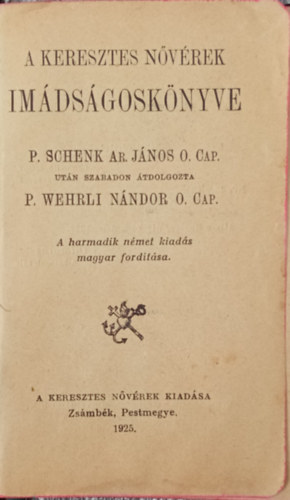 A KERESZTES NŐVÉREK
IMÁDSÁGOSKÖNYVE
P. SCHENK AR. JÁNOS O. CAP.
UTÁN SZABADON ÁTDOLGOZTA
P. WEHRLI NÁNDOR O. CAP.
A harmadik német kiadás
magyar fordítása.
A KERESZTES NŐVÉREK KIADÁSA
Zsámbék, Pestmegye.
1925.